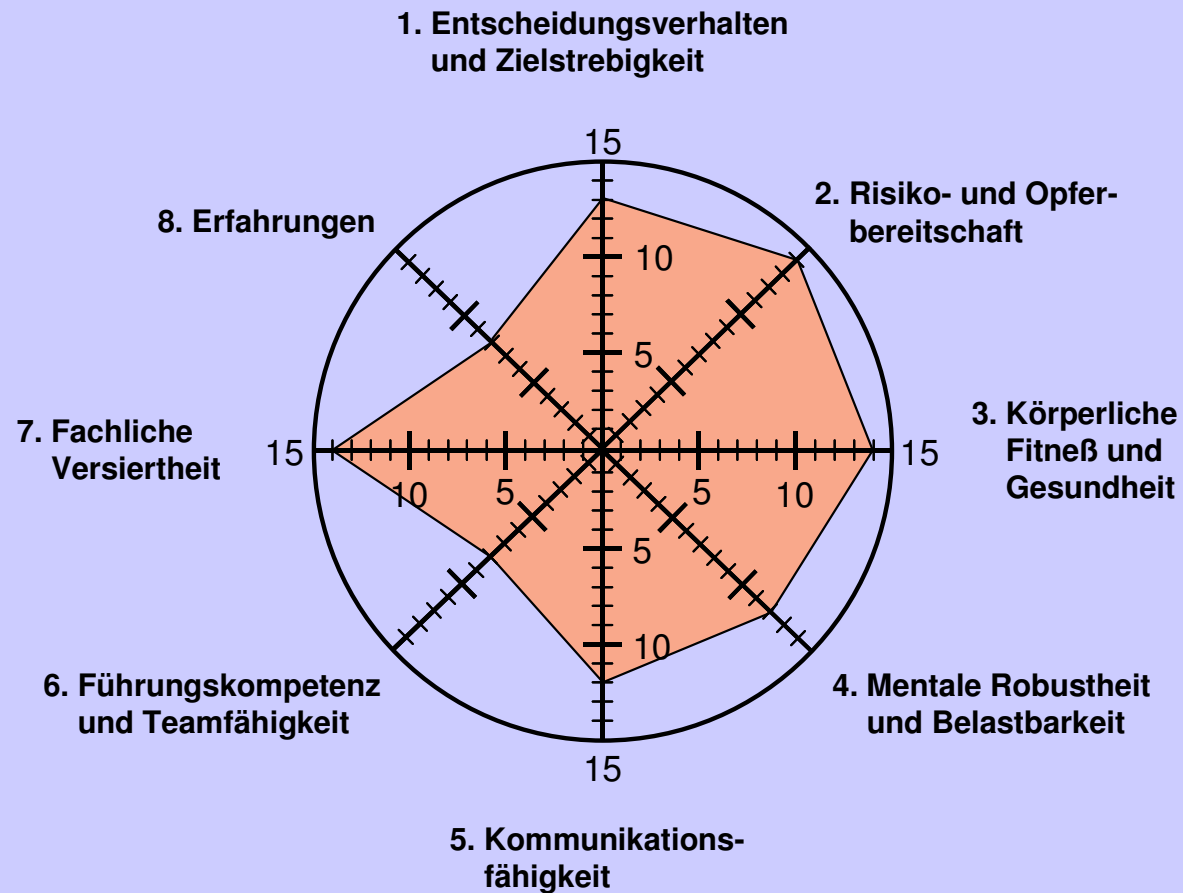 1. Entscheidungsverhalten
und Zielstrebigkeit
15
2. Risiko- und Opfer-
bereitschaft
8. Erfahrungen
10
5
3. Körperliche
Fitneß und
Gesundheit
7. Fachliche
Versiertheit
15
10
5
5
10
15
5
10
6. Führungskompetenz
und Teamfähigkeit
4. Mentale Robustheit
und Belastbarkeit
15
5. Kommunikations-
fähigkeit